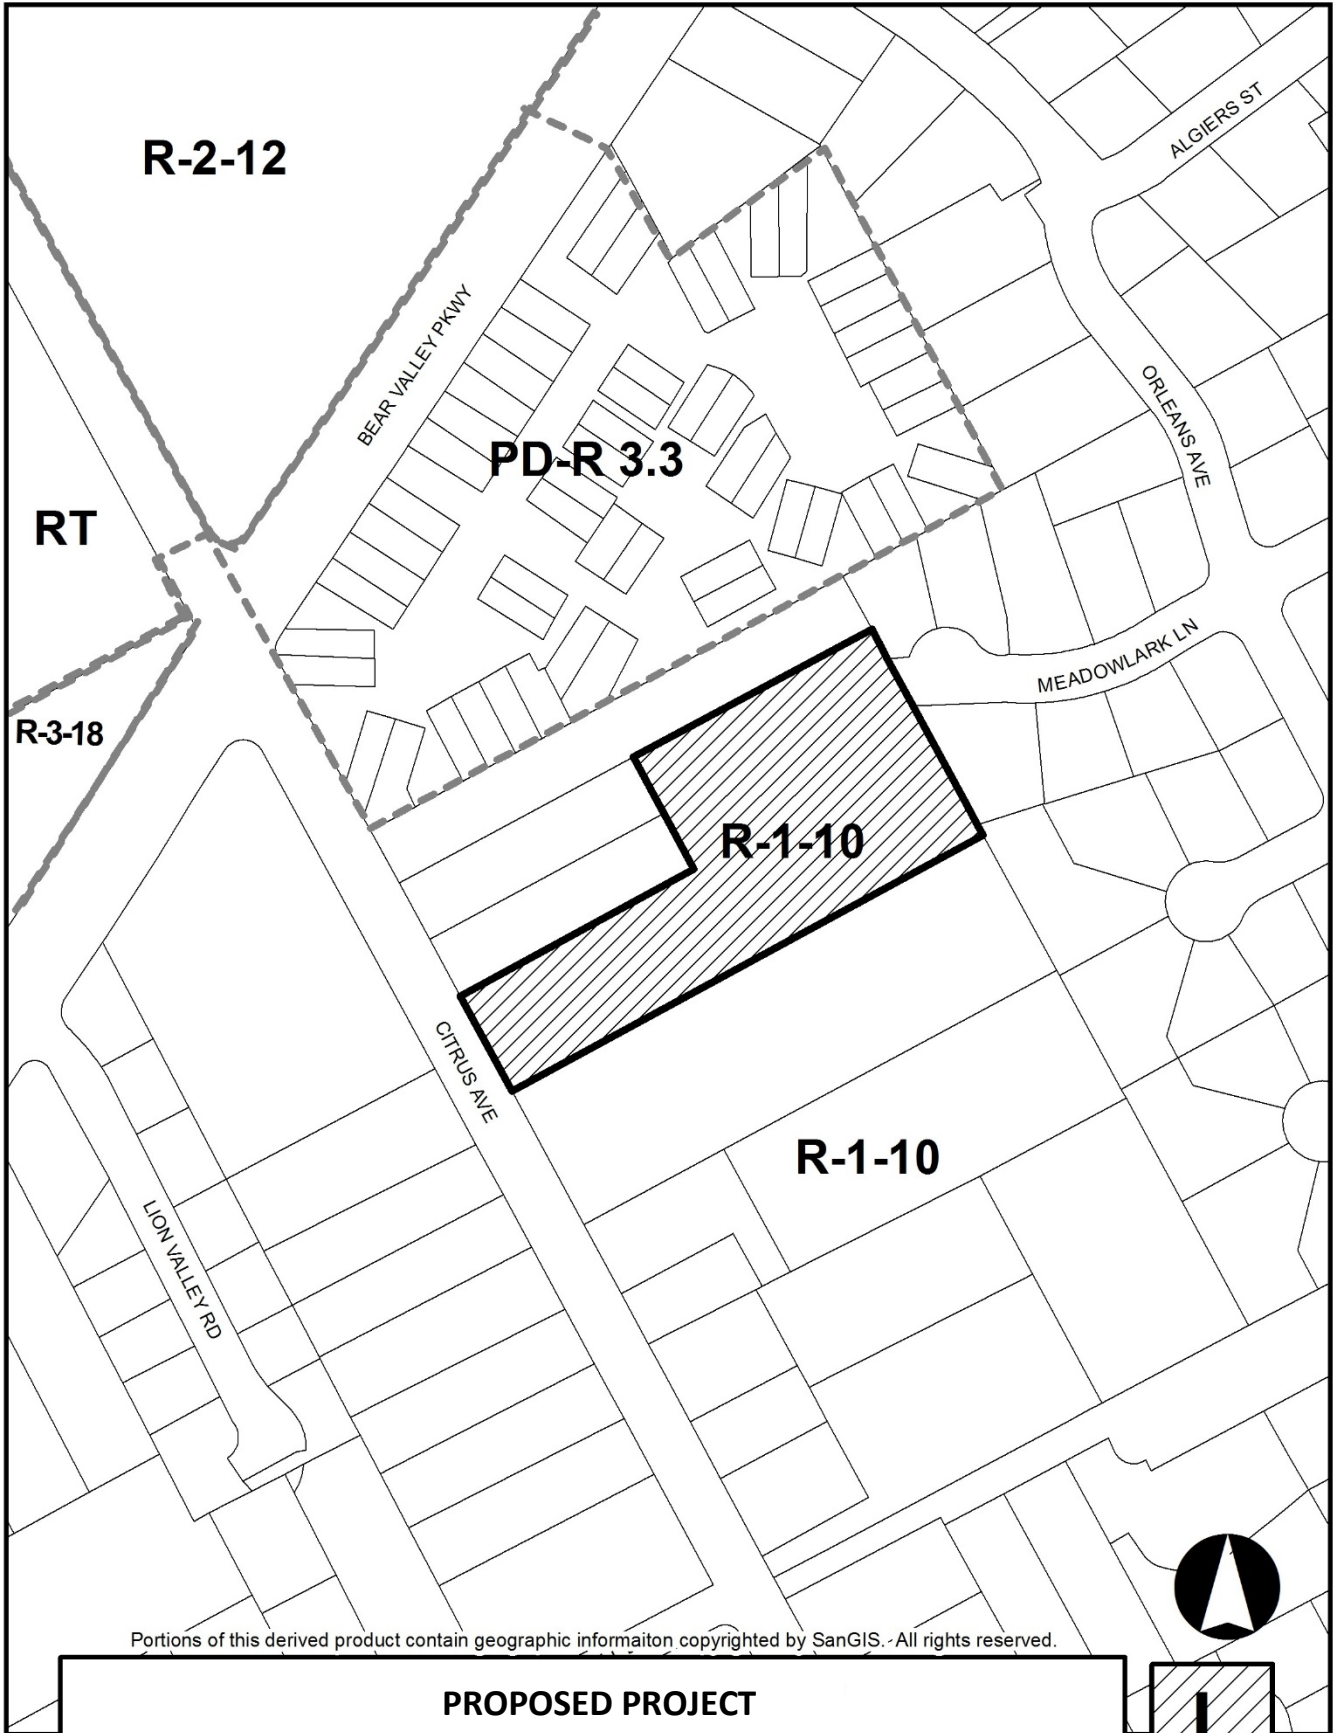 R-2-12
ALGIERS ST
BEAR VALLEY PKWY
ORLEANS AVE
PD-R 3.3
RT
MEADOWLARK LN
R-3-18
R-1-10
CITRUS AVE
R-1-10
LION VALLEY RD
Portions of this derived product contain geographic informaiton copyrighted by SanGIS. All rights reserved.
PROPOSED PROJECT